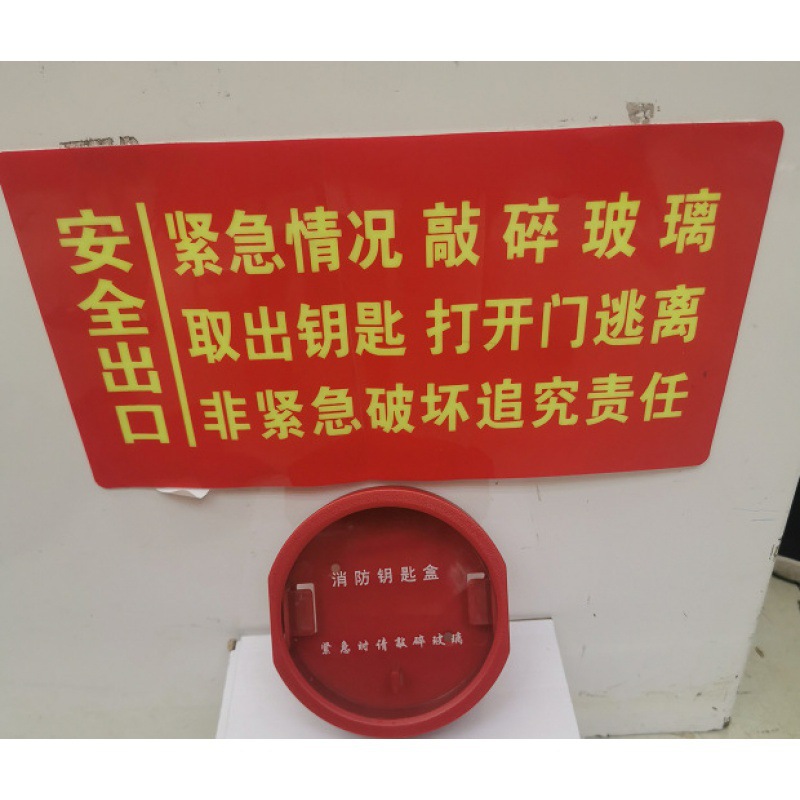 安全出口
紧急情况 敲碎玻璃
取出钥匙 打开门逃离
非紧急破坏追究责任
消防钥匙盒
紧急时请敲碎玻璃